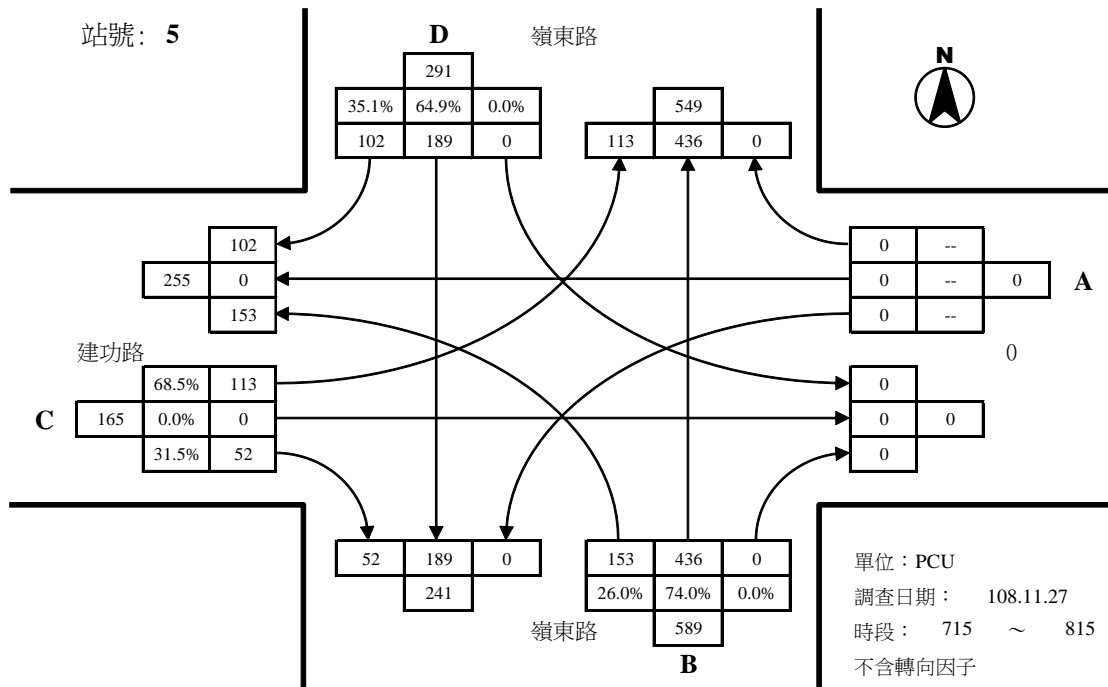 站號: 5
D
嶺東路
N
291
35.1% 64.9% 0.0%
102 189 0
549
113 436 0
102
255 0
153
0 --
0 -- 0
0 --
A
建功路
0
68.5% 113
C 165 0.0% 0
31.5% 52
0
0 0
0
52 189 0
241
153 436 0
26.0% 74.0% 0.0%
589
嶺東路
B
單位：PCU
調查日期： 108.11.27
時段： 715 ～ 815
不含轉向因子